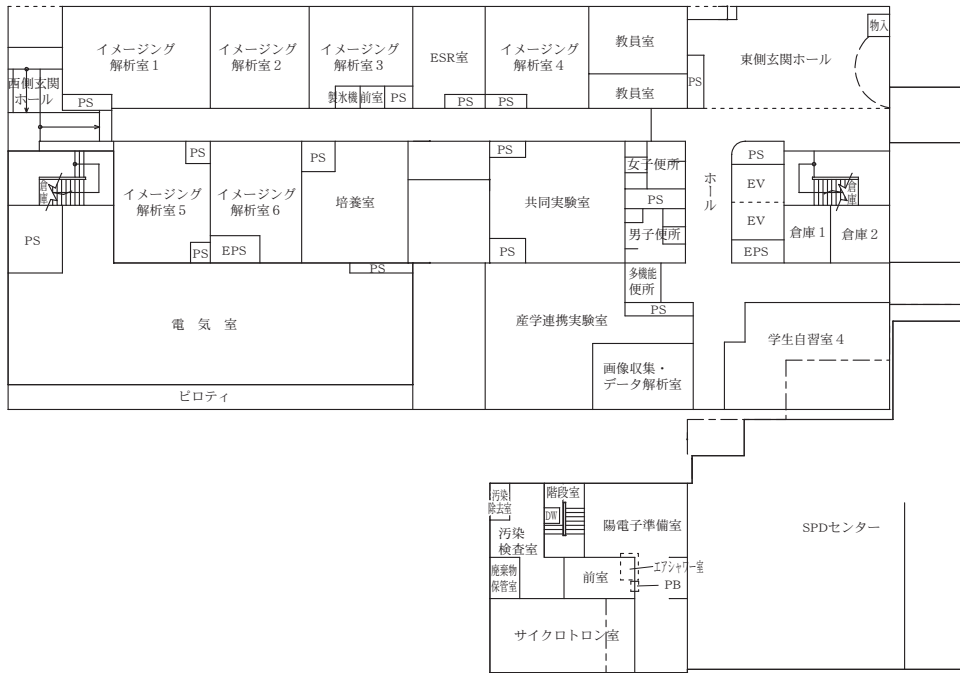 イメージング
解析室1
イメージング
解析室2
イメージング
解析室3
ESR室
イメージング
解析室4
教員室
教員室
物入
東側玄関ホール
西側玄関
ホール
PS
製氷機
前室
PS
PS
PS
PS
PS
イメージング
解析室5
PS
イメージング
解析室6
EPS
PS
培養室
PS
共同実験室
PS
女子便所
PS
男子便所
多機能
便所
PS
ホール
PS
EV
EV
EPS
倉庫
倉庫1
倉庫2
倉庫
PS
PS
電気室
ピロティ
産学連携実験室
画像収集・
データ解析室
学生自習室4
汚染
除去室
階段室
DW
汚染
検査室
陽電子準備室
廃棄物
保管室
前室
エアシャワー室
PB
サイクロトロン室
SPDセンター